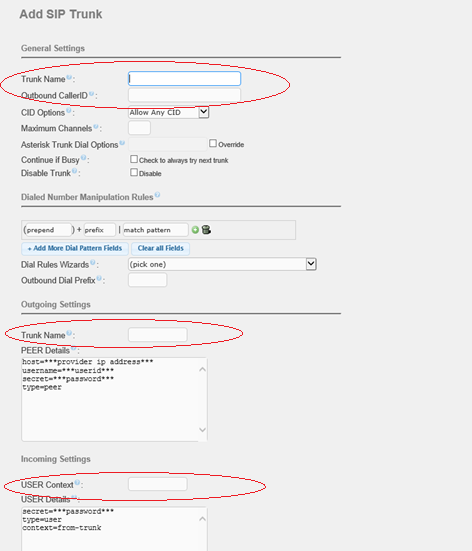 Add SIP Trunk
General Settings
Trunk Name:
Outbound CallerID:
CID Options: Allow Any CID
Maximum Channels:
Asterisk Trunk Dial Options Override
Continue if Busy: Check to always try next trunk
Disable Trunk: Disable
Dialed Number Manipulation Rules
(prepend) + prefix | match pattern
+ Add More Dial Pattern Fields Clear all Fields
Dial Rules Wizards: (pick one)
Outbound Dial Prefix:
Outgoing Settings
Trunk Name:
PEER Details:
host=***provider ip address***
username=***userid***
secret=***password***
type=peer
Incoming Settings
USER Context:
USER Details:
secret=***password***
type=user
context=from-trunk